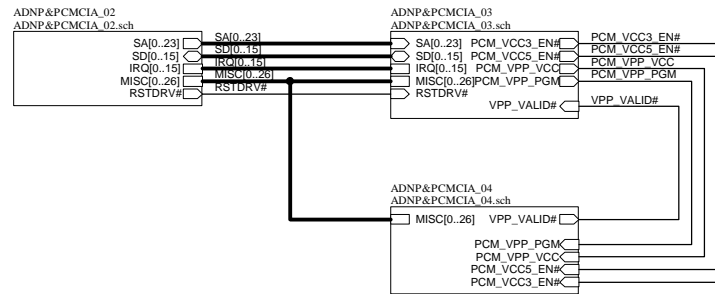 ADNP&PCMCIA_02
ADNP&PCMCIA_02.sch
SA[0..23]
SD[0..15]
IRQ[0..15]
MISC[0..26]
RSTDRV#
SA[0..23]
SD[0..15]
IRQ[0..15]
MISC[0..26]
RSTDRV#
ADNP&PCMCIA_03
ADNP&PCMCIA_03.sch
SA[0..23] PCM_VCC3_EN#
SD[0..15] PCM_VCC5_EN#
IRQ[0..15] PCM_VPP_VCC
MISC[0..26] PCM_VPP_PGM
RSTDRV#
VPP_VALID#
PCM_VCC3_EN#
PCM_VCC5_EN#
PCM_VPP_VCC
PCM_VPP_PGM
VPP_VALID#
ADNP&PCMCIA_04
ADNP&PCMCIA_04.sch
MISC[0..26] VPP_VALID#
PCM_VPP_PGM
PCM_VPP_VCC
PCM_VCC5_EN#
PCM_VCC3_EN#